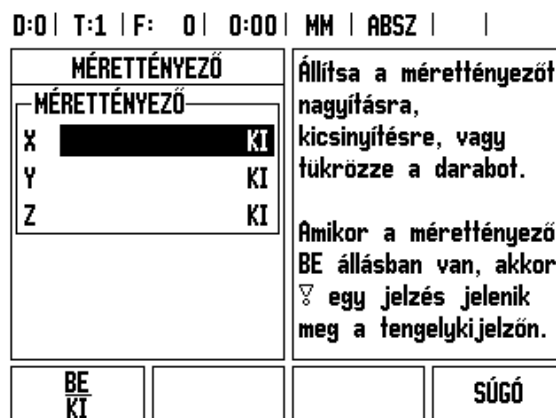 D:0 | T:1 | F: 0 | 0:00 | MM | ABSZ | |
MÉRETTÉNYEZŐ
MÉRETTÉNYEZŐ
X KI
Y KI
Z KI
Állítsa a mérettényezőt
nagyításra,
kicsinyítésre, vagy
tükrözze a darabot.
Amikor a mérettényező
BE állásban van, akkor
egy jelzés jelenik
meg a tengelykijelzőn.
BE
KI
SÚGÓ